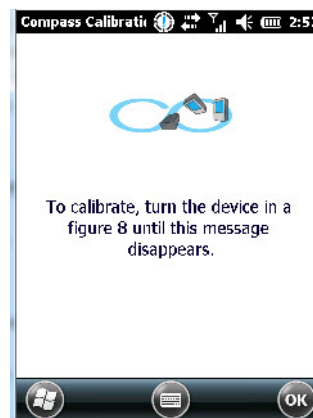 Compass Calibrati 2:5
To calibrate, turn the device in a
figure 8 until this message
disappears.
OK